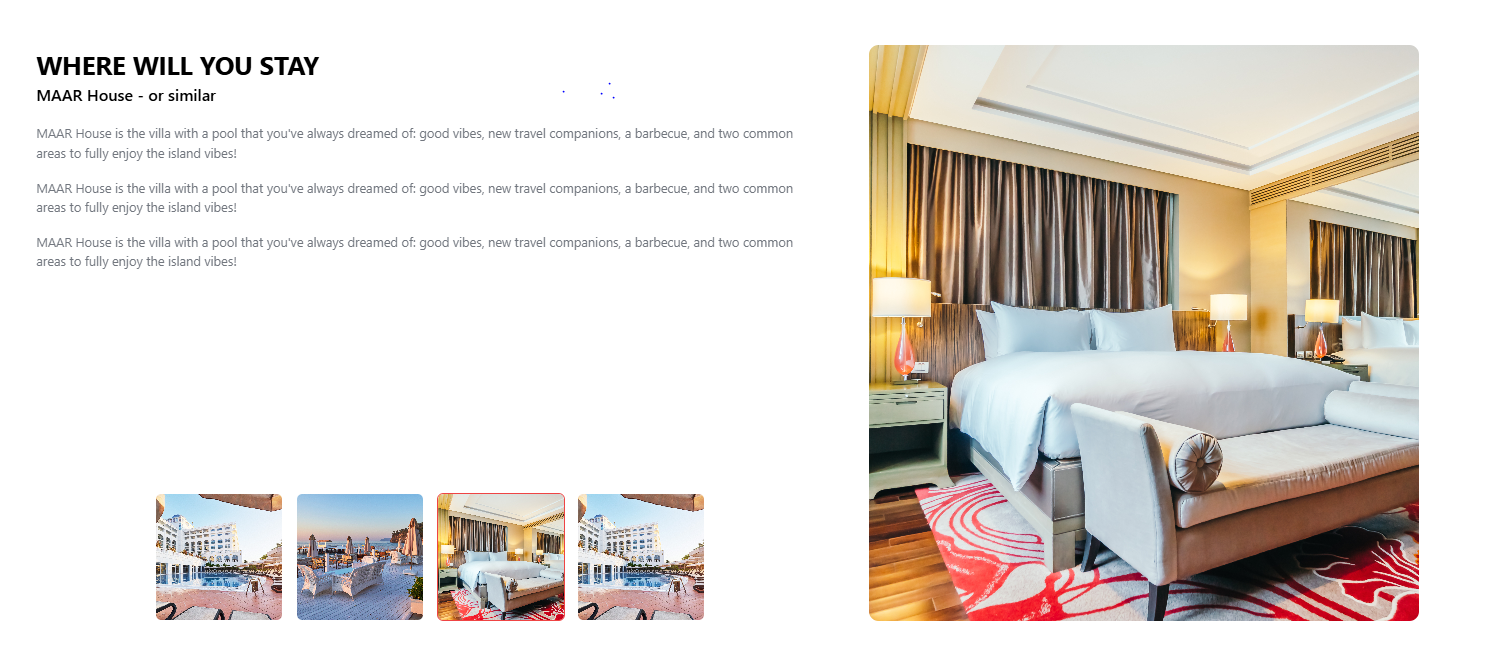 WHERE WILL YOU STAY
MAAR House - or similar
MAAR House is the villa with a pool that you've always dreamed of: good vibes, new travel companions, a barbecue, and two common
areas to fully enjoy the island vibes!
MAAR House is the villa with a pool that you've always dreamed of: good vibes, new travel companions, a barbecue, and two common
areas to fully enjoy the island vibes!
MAAR House is the villa with a pool that you've always dreamed of: good vibes, new travel companions, a barbecue, and two common
areas to fully enjoy the island vibes!